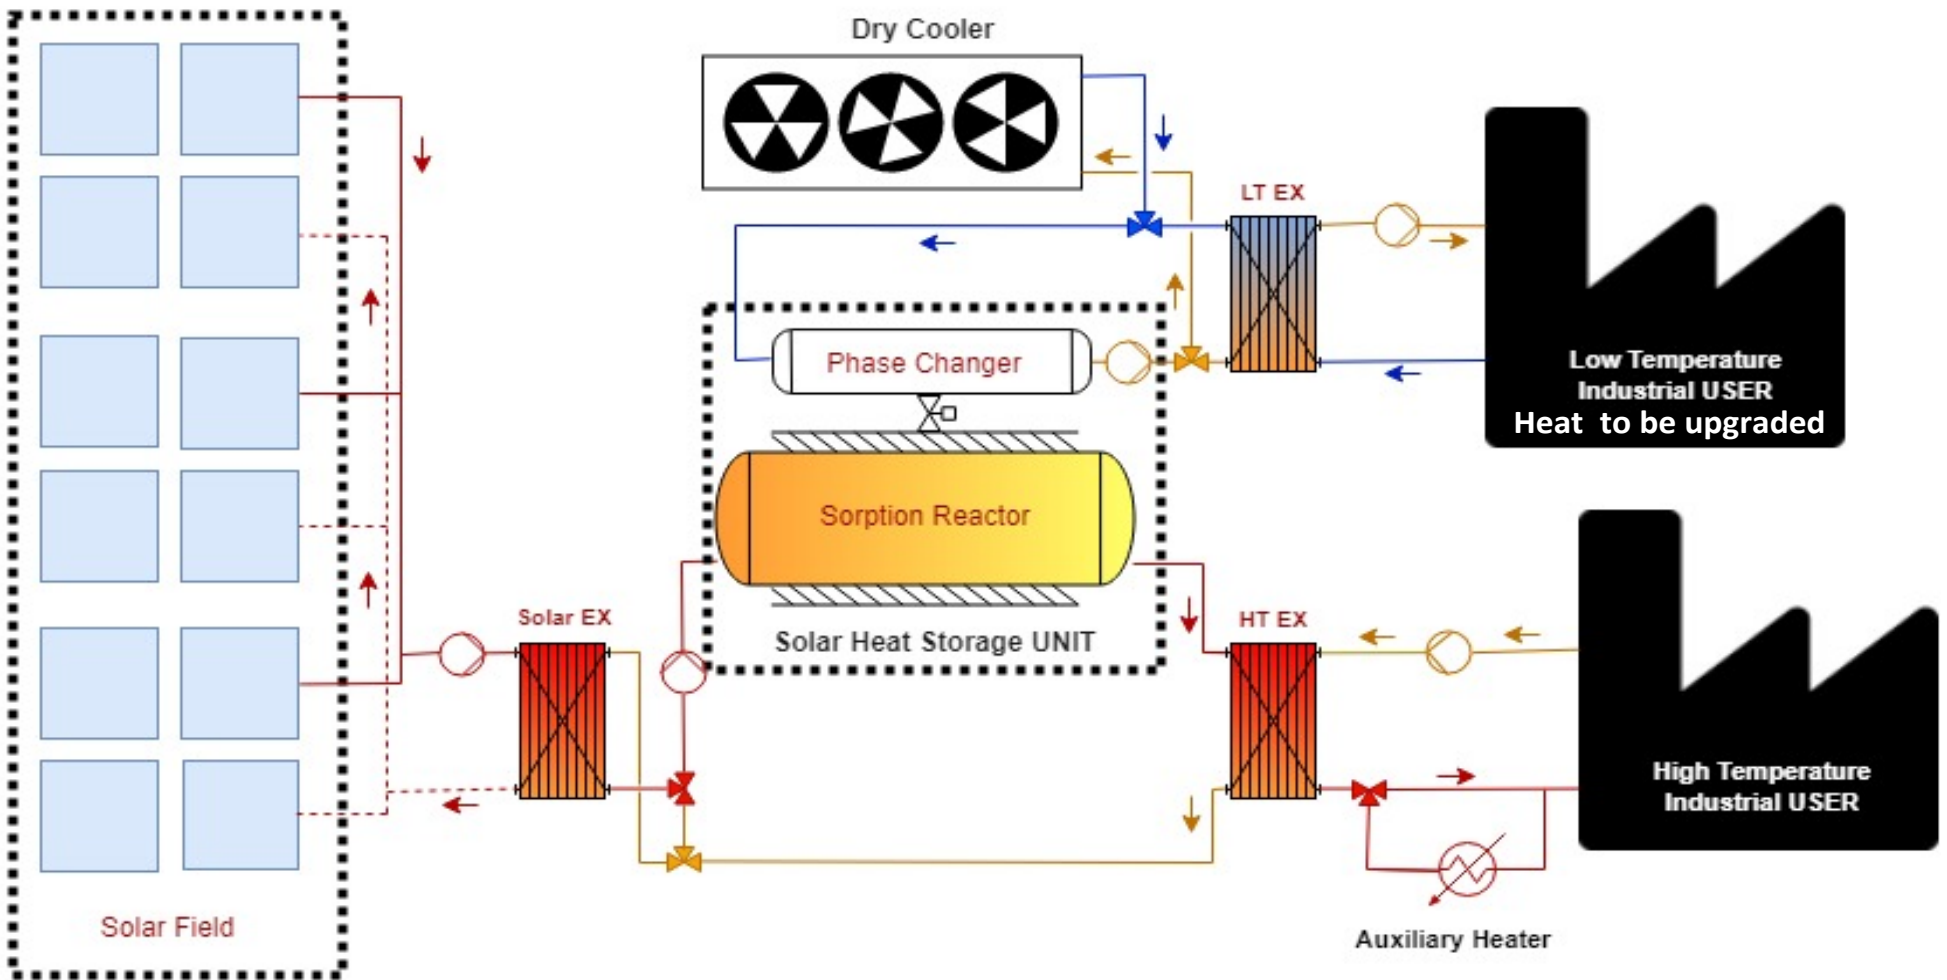 Dry Cooler
LT EX
Phase Changer
Low Temperature
Industrial USER
Heat to be upgraded
Sorption Reactor
Solar EX
Solar Heat Storage UNIT
HT EX
High Temperature
Industrial USER
Solar Field
Auxiliary Heater